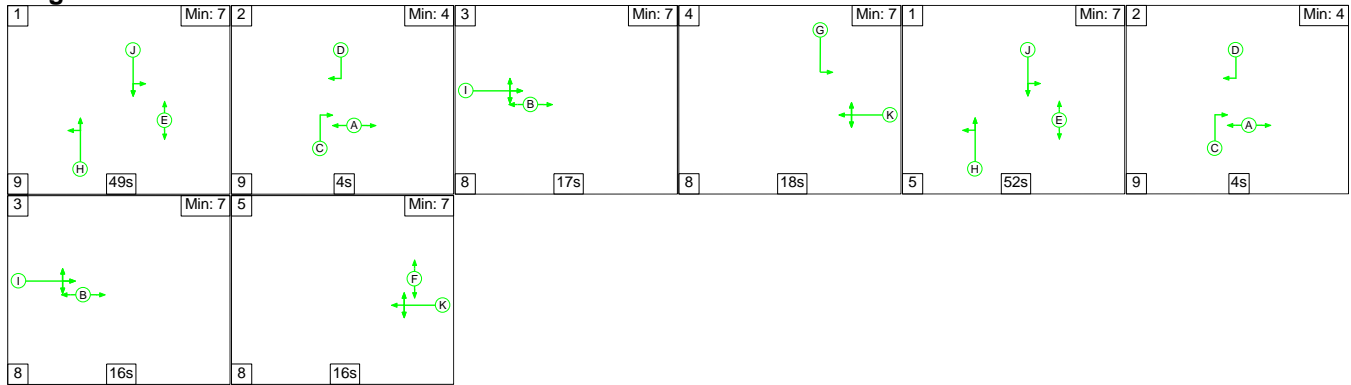 1 Min: 7
J
E
H
9 49s
2 Min: 4
D
A
C
9 4s
3 Min: 7
I
B
8 17s
4 Min: 7
G
K
8 18s
1 Min: 7
J
E
H
5 52s
2 Min: 4
D
A
C
9 4s
3 Min: 7
I
B
8 16s
5 Min: 7
F
K
8 16s